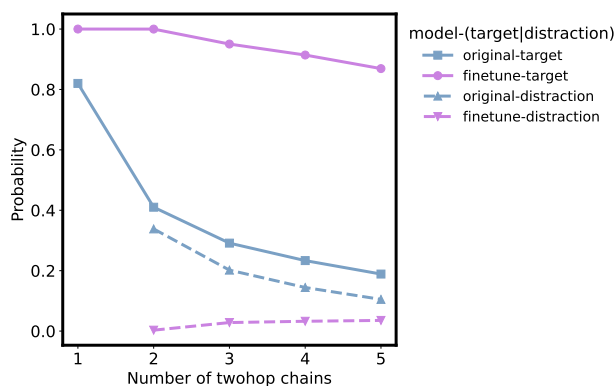 1.0
0.8
0.6
0.4
0.2
0.0
Probability
1 2 3 4 5
Number of twohop chains
model-(target|distraction)
original-target
finetune-target
original-distraction
finetune-distraction